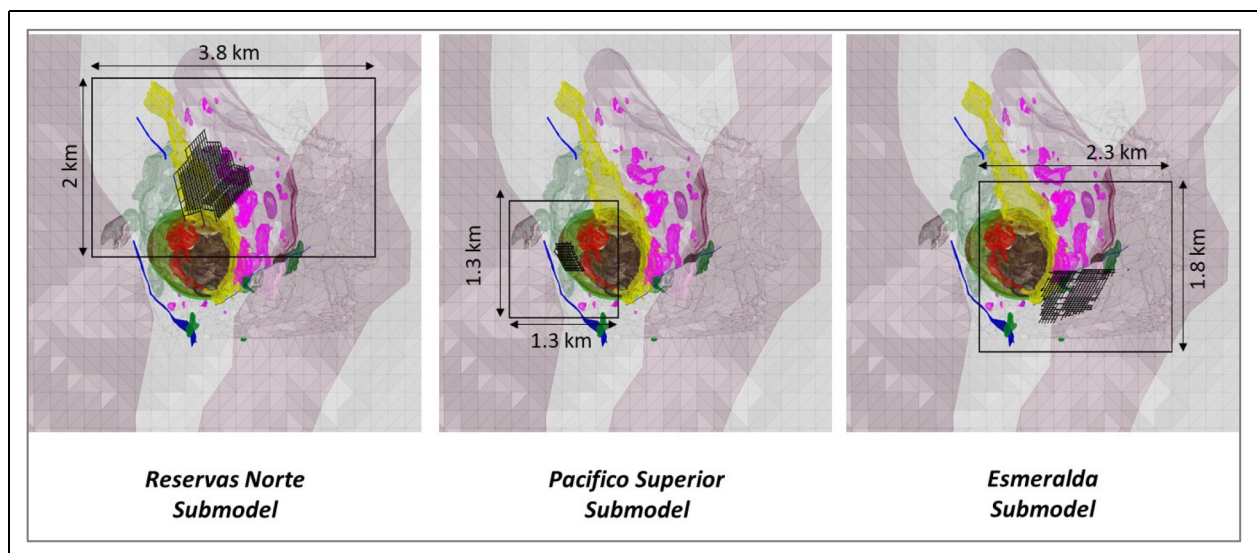 3.8 km
2 km
Reservas Norte
Submodel
1.3 km
1.3 km
Pacifico Superior
Submodel
2.3 km
1.8 km
Esmeralda
Submodel